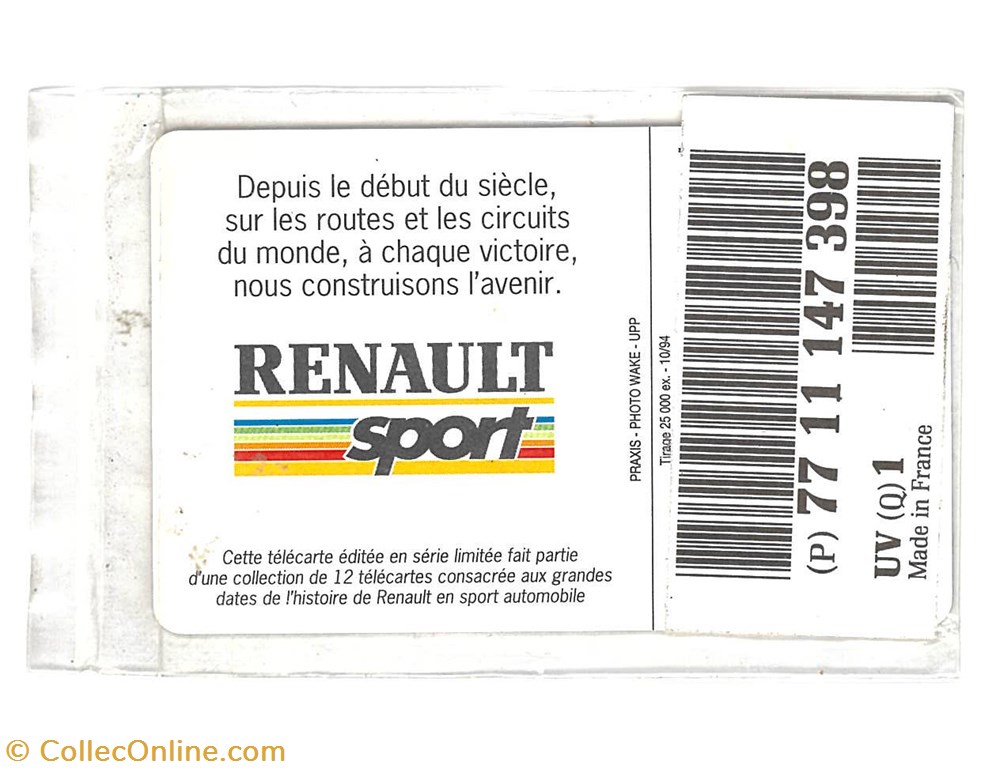 Depuis le début du siècle,
sur les routes et les circuits
du monde, à chaque victoire,
nous construisons l'avenir.
RENAULT
sport
Cette télécarte éditée en série limitée fait partie
d'une collection de 12 télécartes consacrée aux grandes
dates de l'histoire de Renault en sport automobile
PRAXIS - PHOTO WAKE - UPP
Tirage 25 000 ex. - 10/94
(P) 77 11 147 398
UV (Q) 1
Made in France
© CollecOnline.com